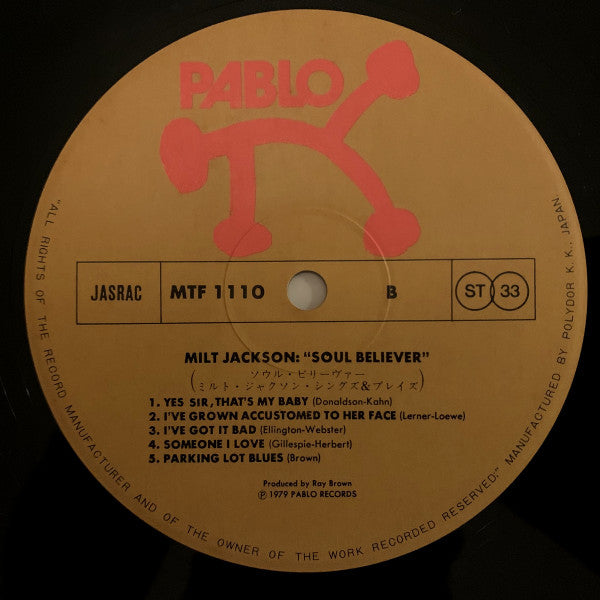 PABLO
JASRAC MTF 1110 B ST 33
MILT JACKSON: “SOUL BELIEVER”
(ソウル・ビリーヴァー
ミルト・ジャクソン・シングズ&プレイズ)
1. YES SIR, THAT'S MY BABY (Donaldson-Kahn)
2. I'VE GROWN ACCUSTOMED TO HER FACE (Lerner-Loewe)
3. I'VE GOT IT BAD (Ellington-Webster)
4. SOMEONE I LOVE (Gillespie-Herbert)
5. PARKING LOT BLUES (Brown)
Produced by Ray Brown
℗ 1979 PABLO RECORDS
"ALL RIGHTS OF THE RECORD MANUFACTURER AND OF THE OWNER OF THE WORK RECORDED RESERVED." MANUFACTURED BY POLYDOR K.K., JAPAN